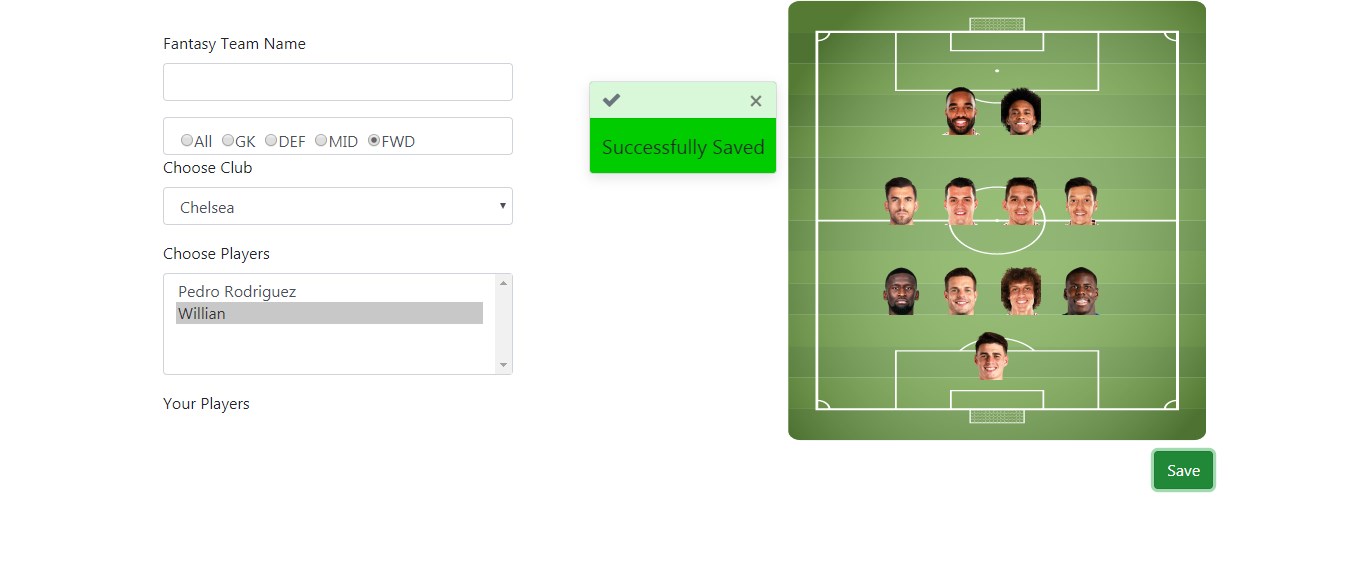 Fantasy Team Name
All GK DEF MID FWD
Choose Club
Chelsea
Choose Players
Pedro Rodriguez
Willian
Your Players
Successfully Saved
Save